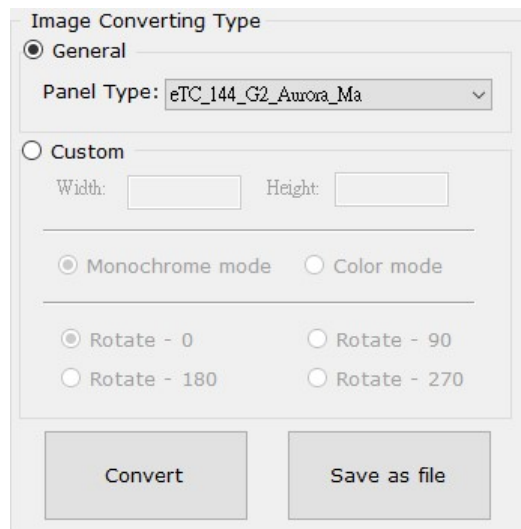 Image Converting Type
General
Panel Type: eTC_144_G2_Aurora_Ma
Custom
Width: Height:
Monochrome mode Color mode
Rotate - 0 Rotate - 90
Rotate - 180 Rotate - 270
Convert Save as file